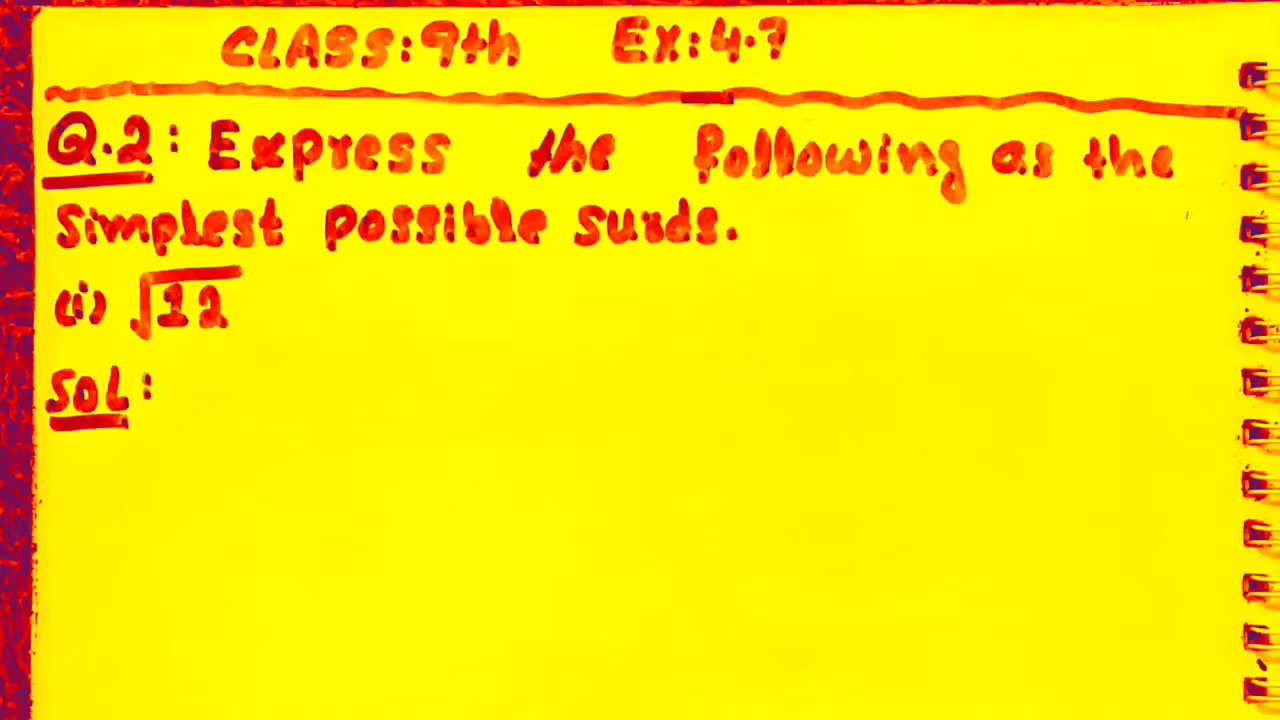 CLASS:9th Ex:4.7
Q.2: Express the following as the
Simplest possible surds.
(i) √12
SOL: